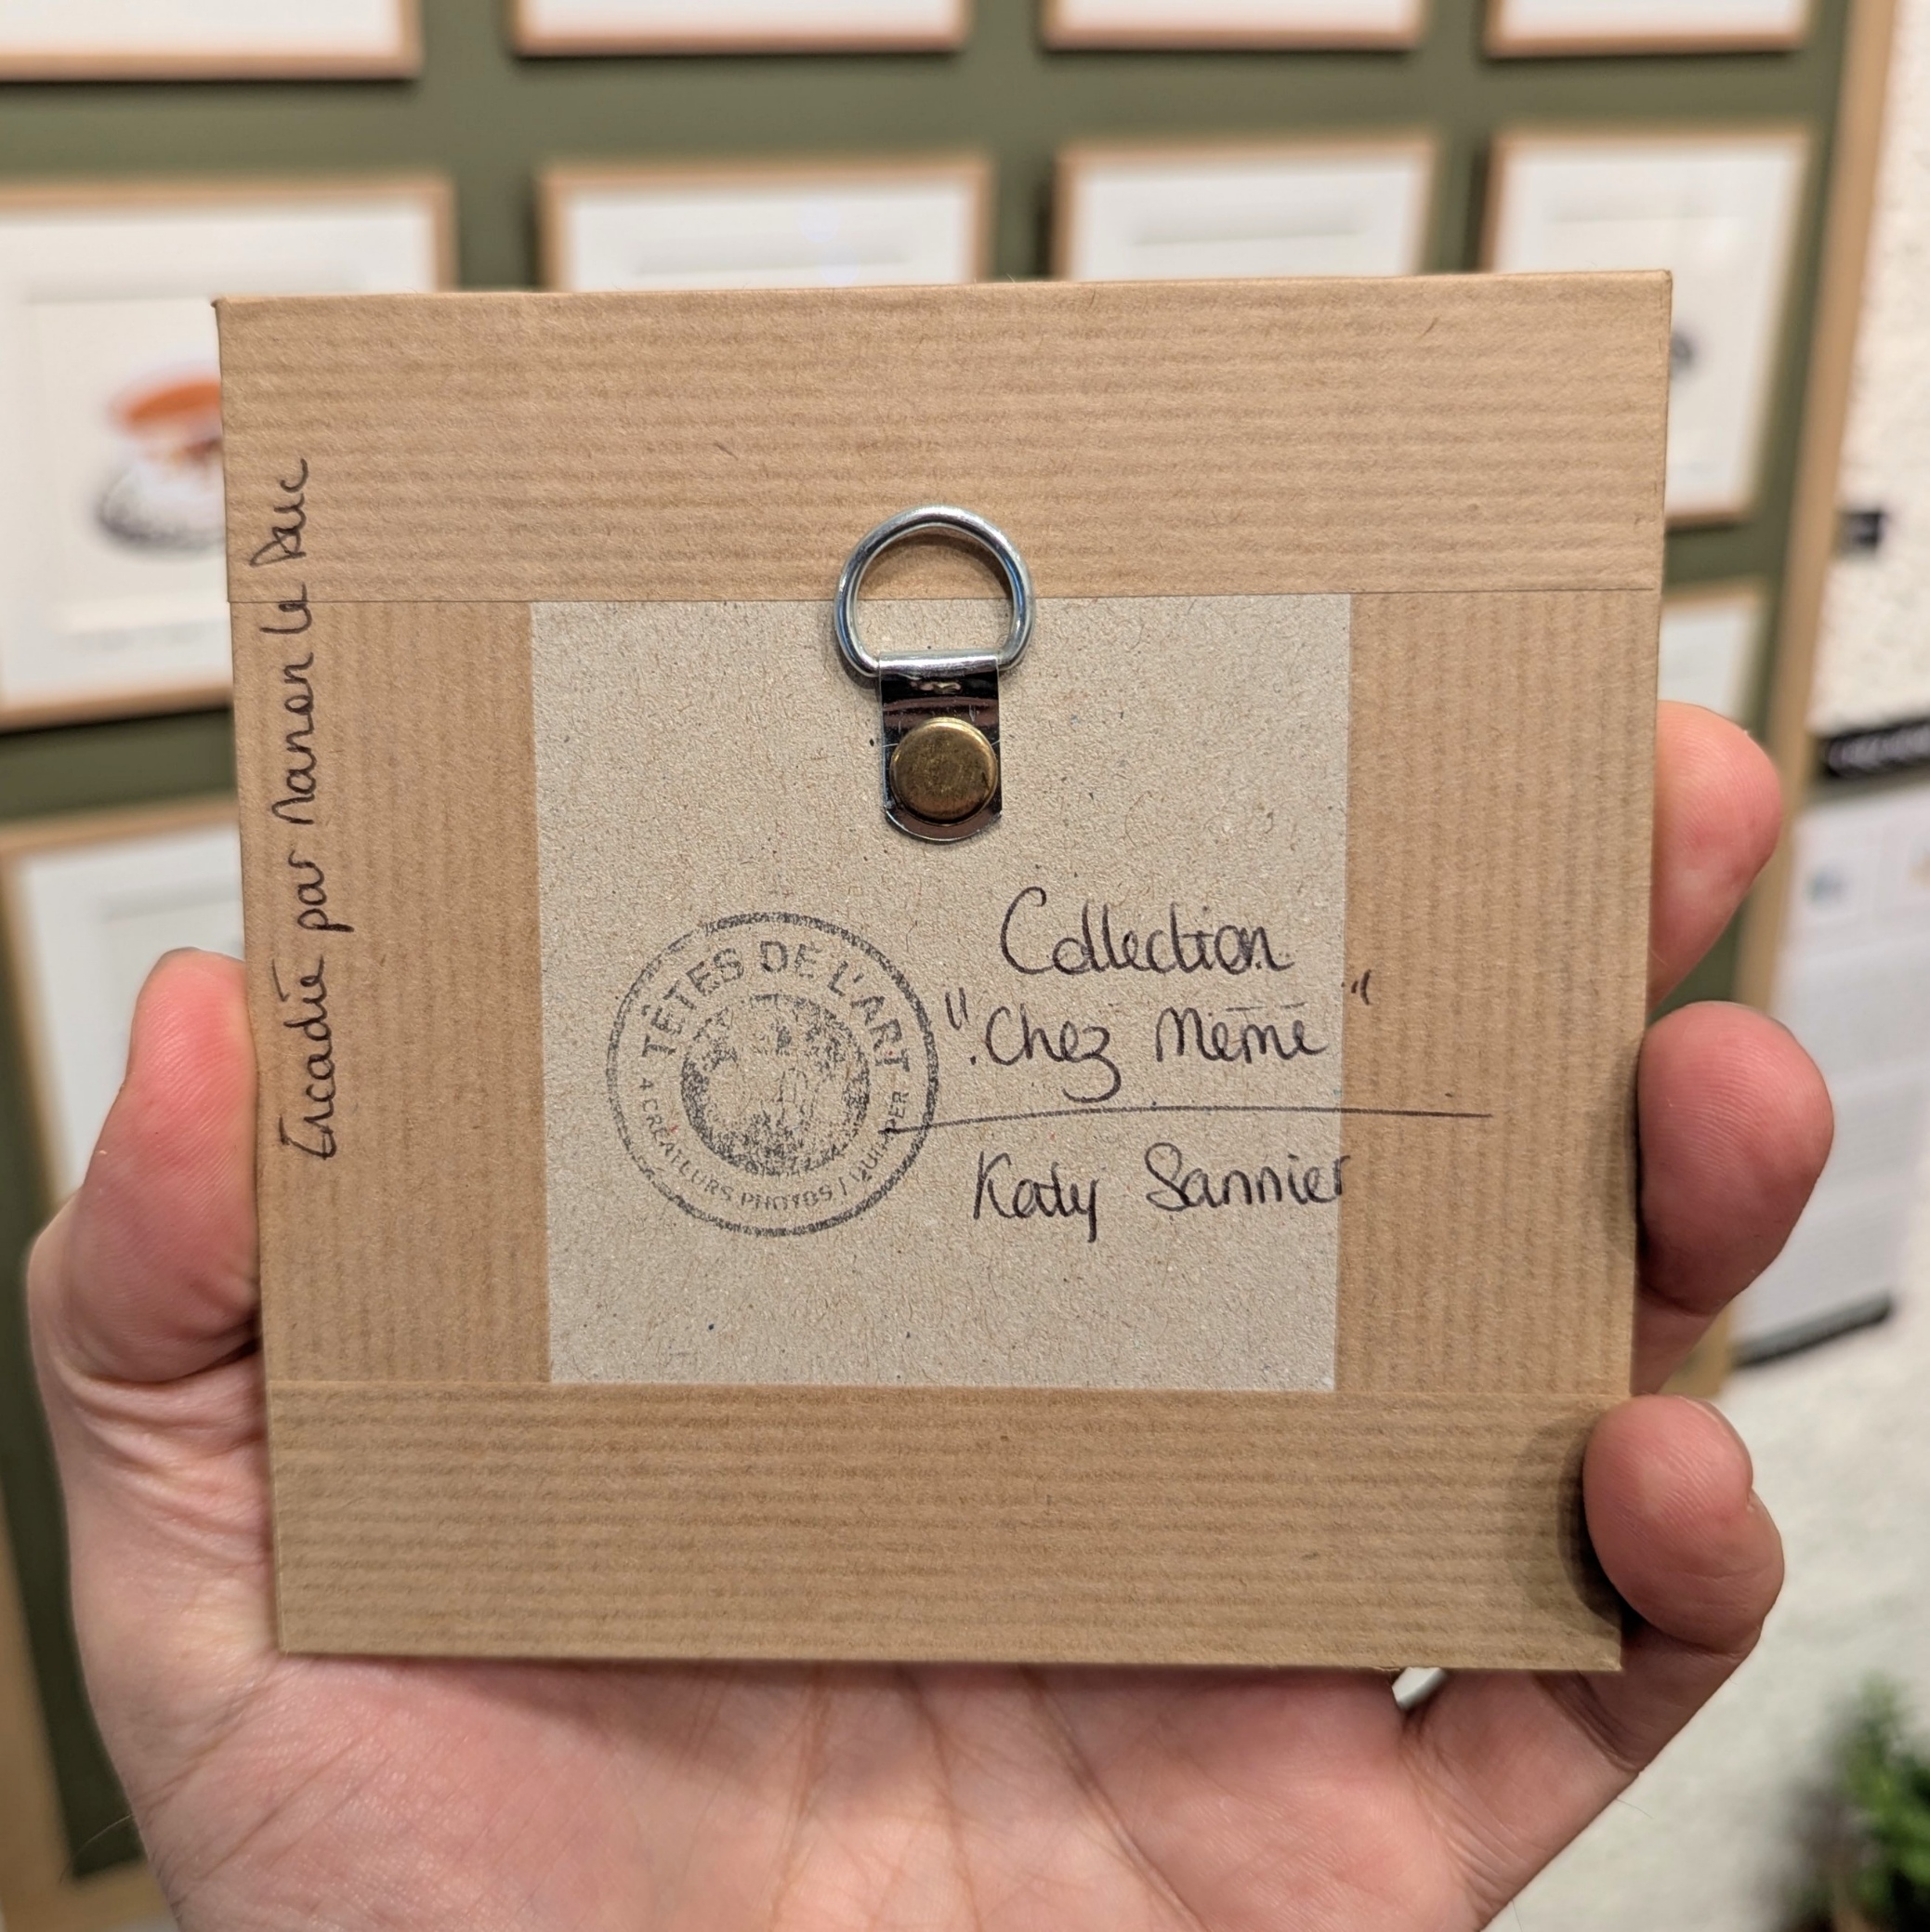 Encadré par Manon Le Duc
TÊTES DE L'ART
4 CRÉATEURS PHOTOS | QUIMPER
Collection
"Chez Mémé"
Katy Sannier